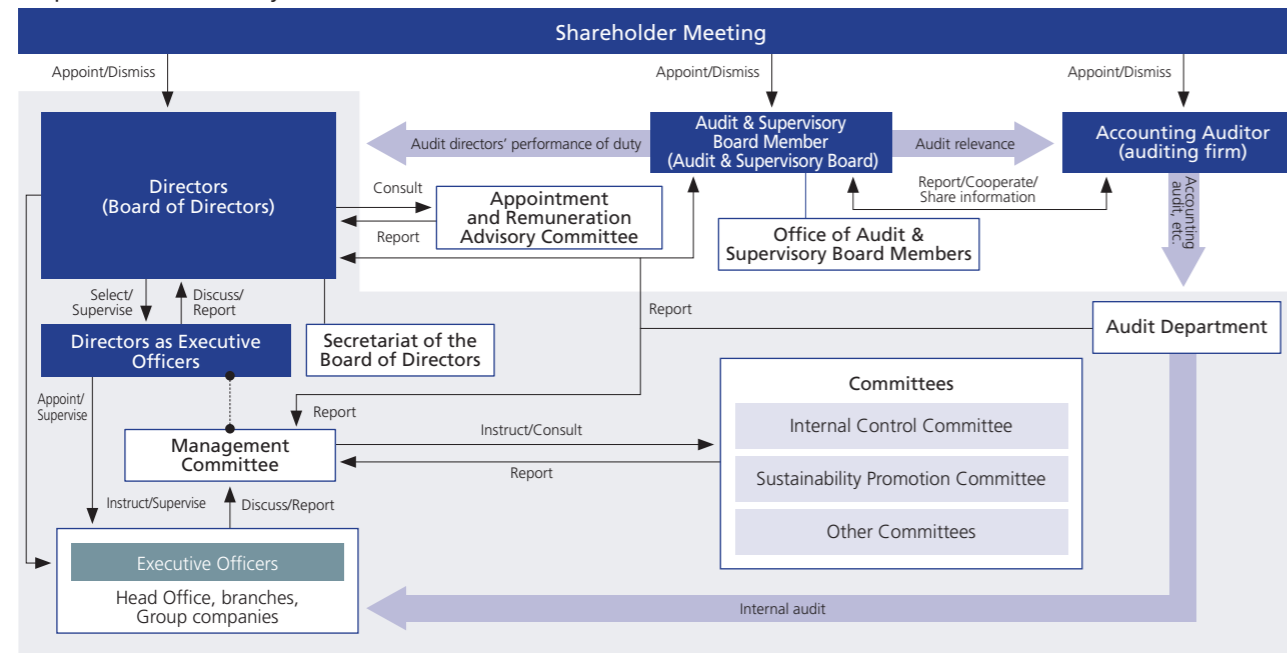 Shareholder Meeting
Appoint/Dismiss
Appoint/Dismiss
Appoint/Dismiss
Directors
(Board of Directors)
Audit directors’ performance of duty
Audit & Supervisory
Board Member
(Audit & Supervisory Board)
Audit relevance
Accounting Auditor
(auditing firm)
Consult
Report
Appointment
and Remuneration
Advisory Committee
Report/Cooperate/
Share information
Office of Audit &
Supervisory Board Members
Accounting
audit, etc.
Select/
Supervise
Discuss/
Report
Report
Audit Department
Directors as Executive
Officers
Secretariat of the
Board of Directors
Appoint/
Supervise
Report
Management
Committee
Instruct/Consult
Report
Committees
Internal Control Committee
Sustainability Promotion Committee
Other Committees
Instruct/Supervise
Discuss/Report
Executive Officers
Head Office, branches,
Group companies
Internal audit